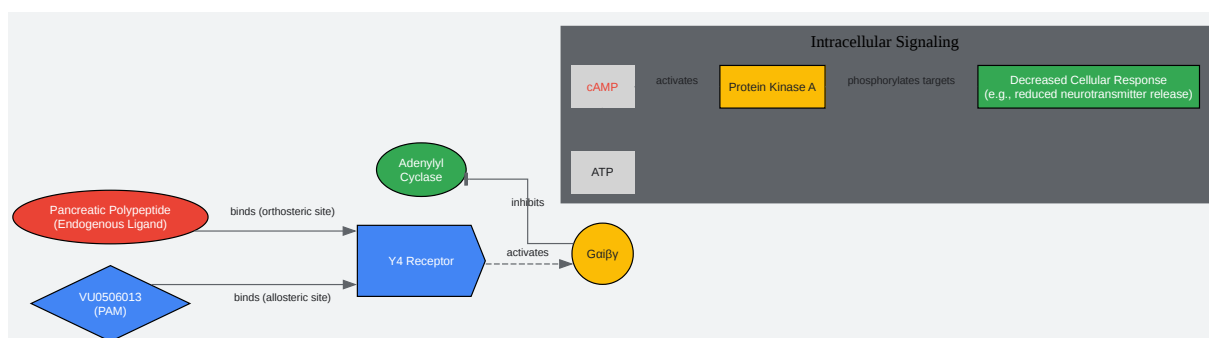 Intracellular Signaling
cAMP
activates
Protein Kinase A
phosphorylates targets
Decreased Cellular Response
(e.g., reduced neurotransmitter release)
Adenylyl
Cyclase
ATP
inhibits
Pancreatic Polypeptide
(Endogenous Ligand)
binds (orthosteric site)
Y4 Receptor
activates
Gαiβγ
VU0506013
(PAM)
binds (allosteric site)